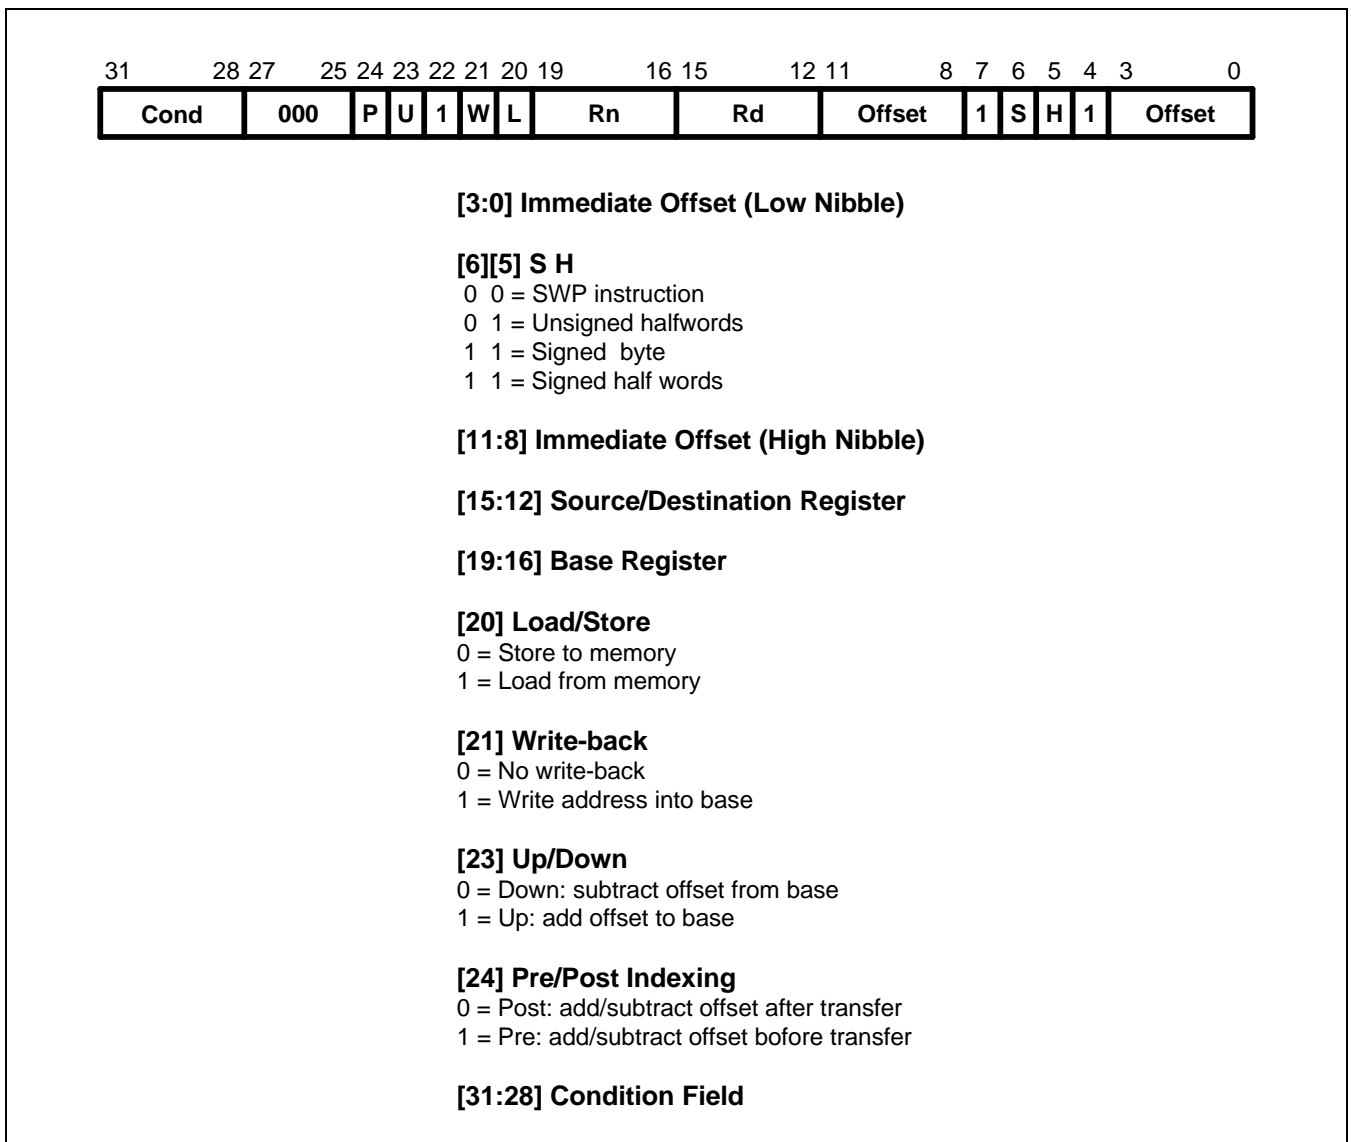 31 28 27 25 24 23 22 21 20 19 16 15 12 11 8 7 6 5 4 3 0
Cond 000 P U 1 W L Rn Rd Offset 1 S H 1 Offset
[3:0] Immediate Offset (Low Nibble)
[6][5] S H
0 0 = SWP instruction
0 1 = Unsigned halfwords
1 1 = Signed byte
1 1 = Signed half words
[11:8] Immediate Offset (High Nibble)
[15:12] Source/Destination Register
[19:16] Base Register
[20] Load/Store
0 = Store to memory
1 = Load from memory
[21] Write-back
0 = No write-back
1 = Write address into base
[23] Up/Down
0 = Down: subtract offset from base
1 = Up: add offset to base
[24] Pre/Post Indexing
0 = Post: add/subtract offset after transfer
1 = Pre: add/subtract offset bofore transfer
[31:28] Condition Field